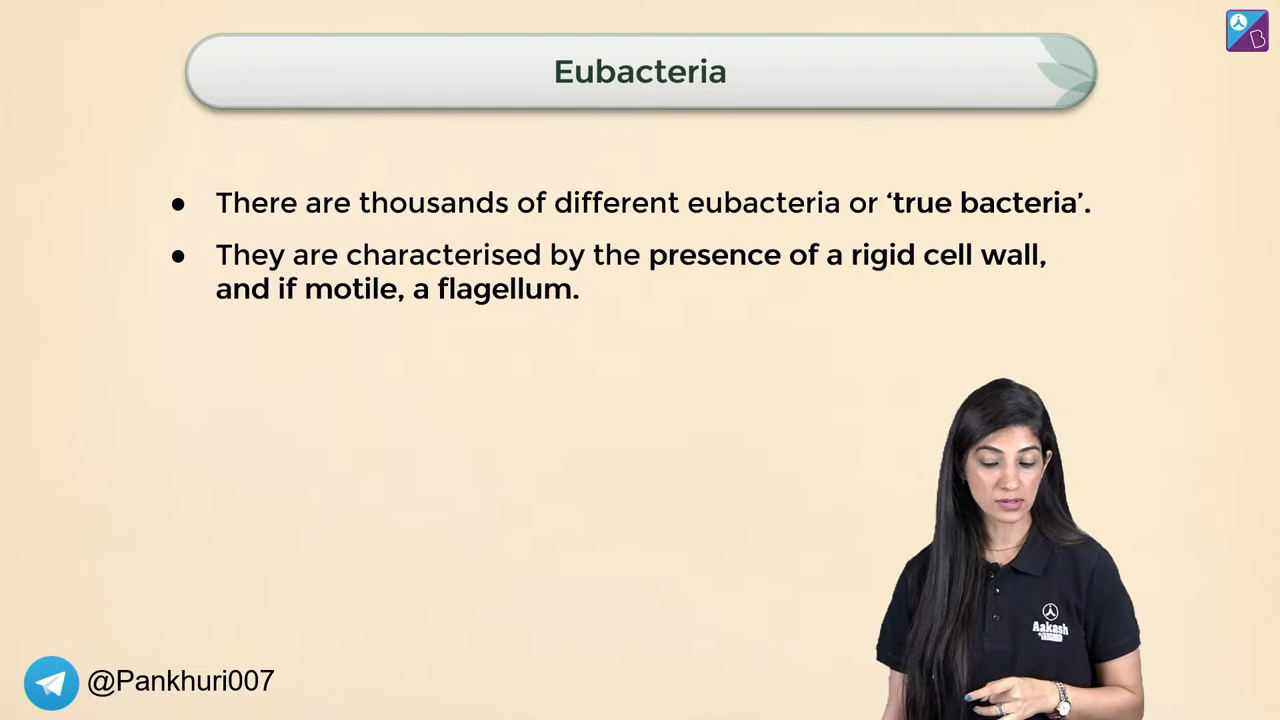 Eubacteria
● There are thousands of different eubacteria or ‘true bacteria’.
● They are characterised by the presence of a rigid cell wall,
and if motile, a flagellum.
Aakash
@Pankhuri007